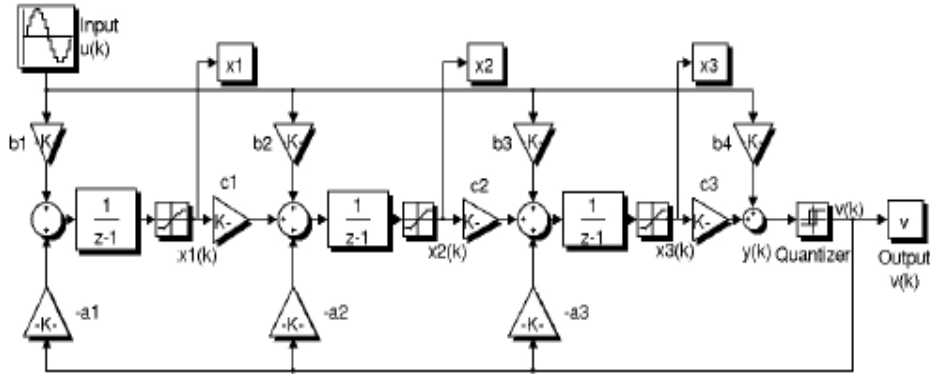 Input
u(k)
x1
x2
x3
b1
-K-
b2
-K-
b3
-K-
b4
-K-
c1
c2
c3
1
z-1
K-
1
z-1
K-
1
z-1
K-
v(k)
v
x1(k)
x2(k)
x3(k)
y(k)
Quantizer
Output
v(k)
-a1
-K-
-a2
-K-
-a3
-K-